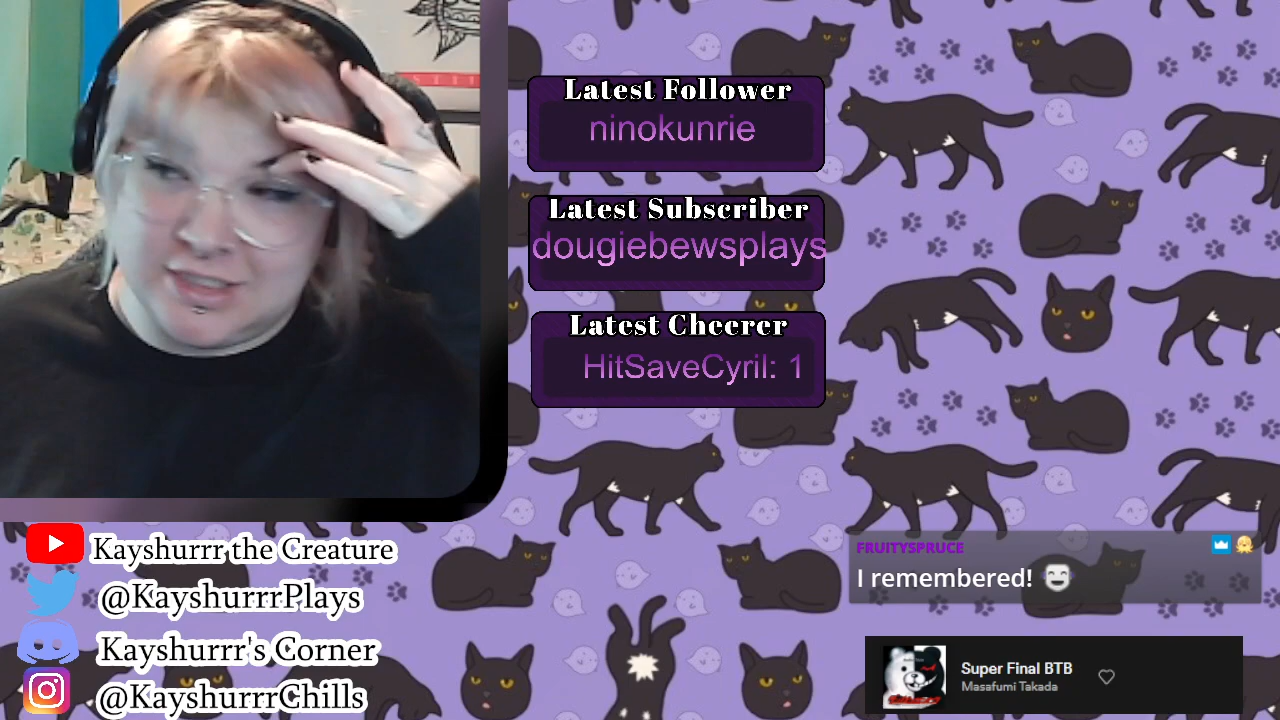 Latest Follower
ninokunrie
Latest Subscriber
dougiebewsplays
Latest Cheerer
HitSaveCyril: 1
Kayshurrr the Creature
@KayshurrrPlays
Kayshurrr's Corner
@KayshurrrChills
FRUITYSPRUCE
I remembered!
Super Final BTB
Masafumi Takada